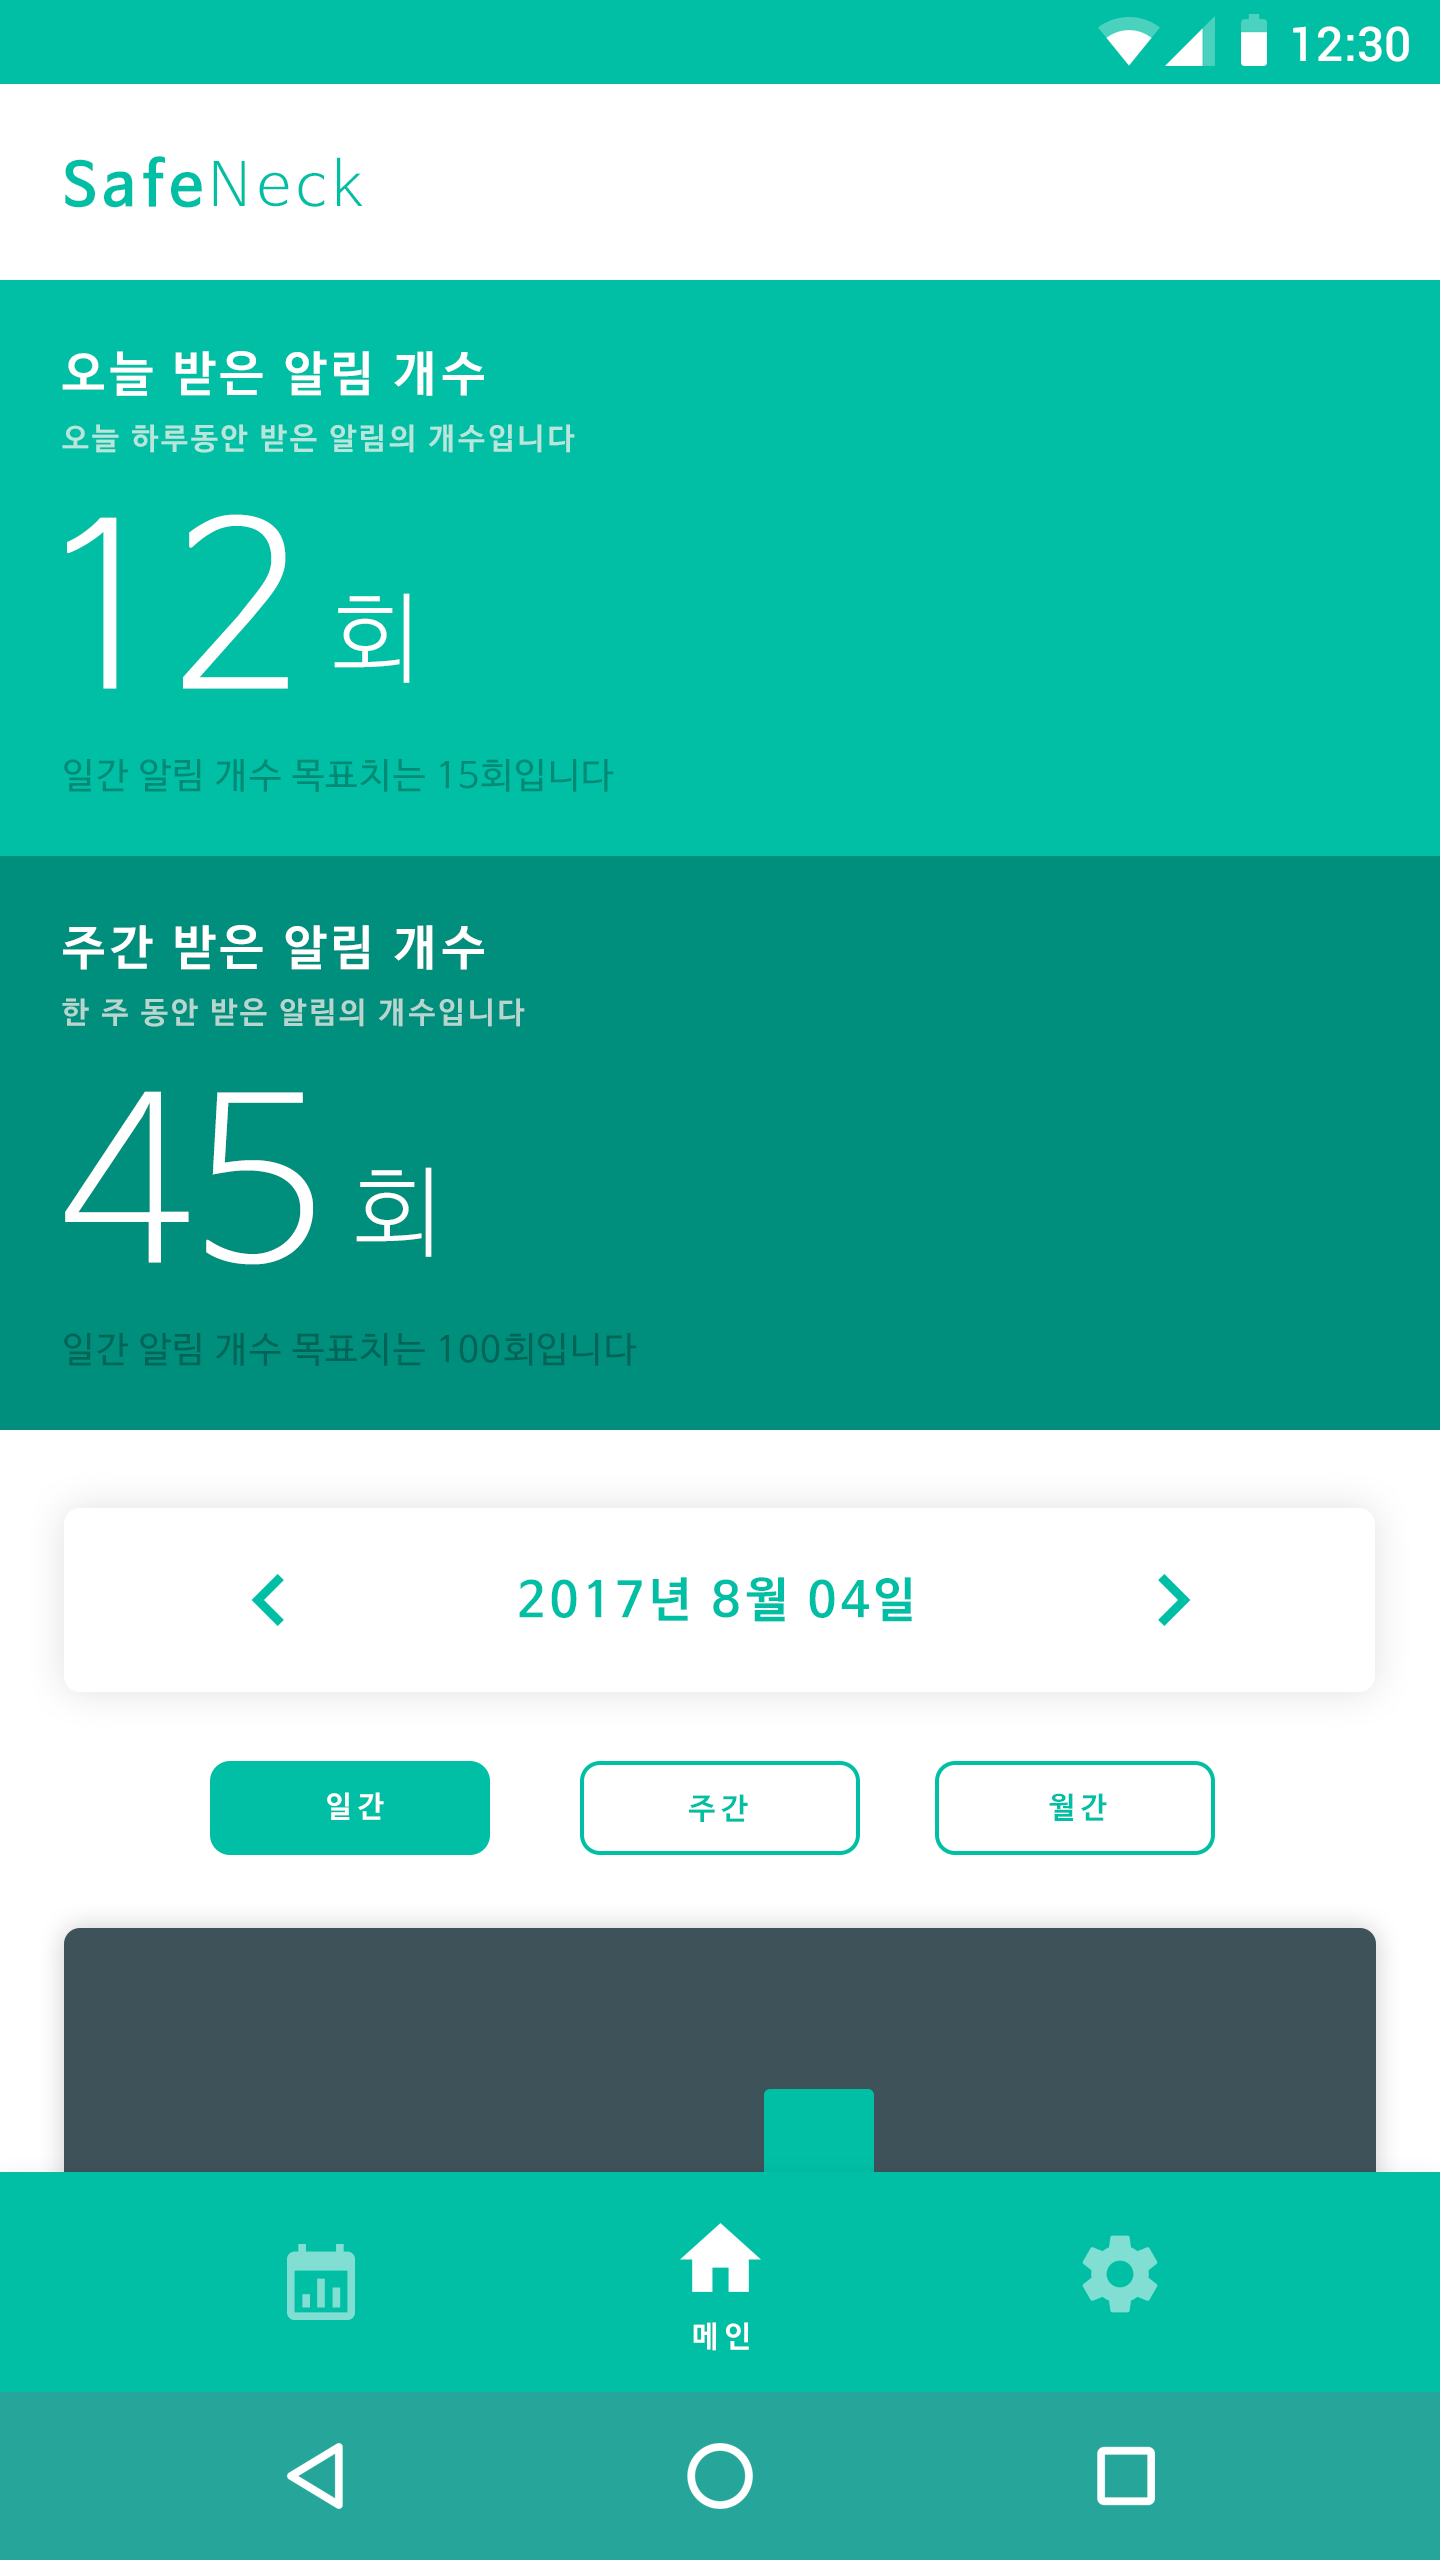 12:30
SafeNeck
오늘 받은 알림 개수
오늘 하루동안 받은 알림의 개수입니다
12 회
일간 알림 개수 목표치는 15회입니다
주간 받은 알림 개수
한 주 동안 받은 알림의 개수입니다
45 회
일간 알림 개수 목표치는 100회입니다
2017년 8월 04일
일간 주간 월간
메인